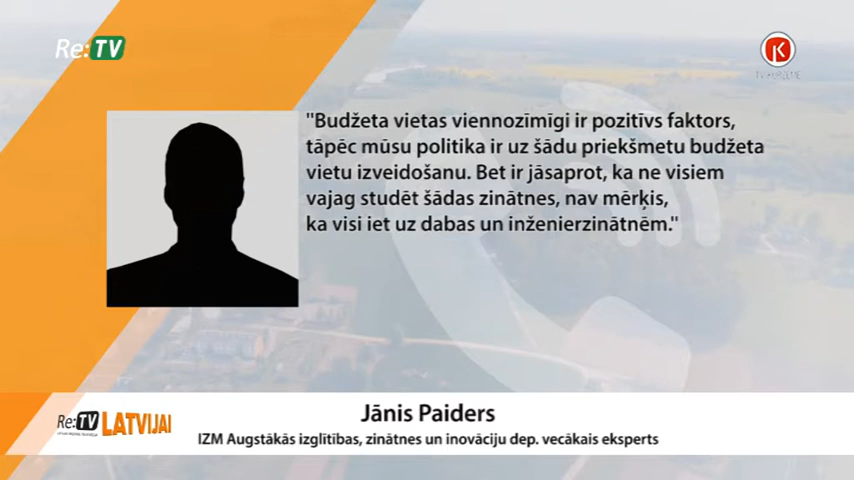 Re:TV
K
TV KURZEME
"Budžeta vietas viennozīmīgi ir pozitīvs faktors,
tāpēc mūsu politika ir uz šādu priekšmetu budžeta
vietu izveidošanu. Bet ir jāsaprot, ka ne visiem
vajag studēt šādas zinātnes, nav mērķis,
ka visi iet uz dabas un inženierzinātnēm."
Jānis Paiders
Re:TV LATVIJAI
IZM Augstākās izglītības, zinātnes un inovāciju dep. vecākais eksperts